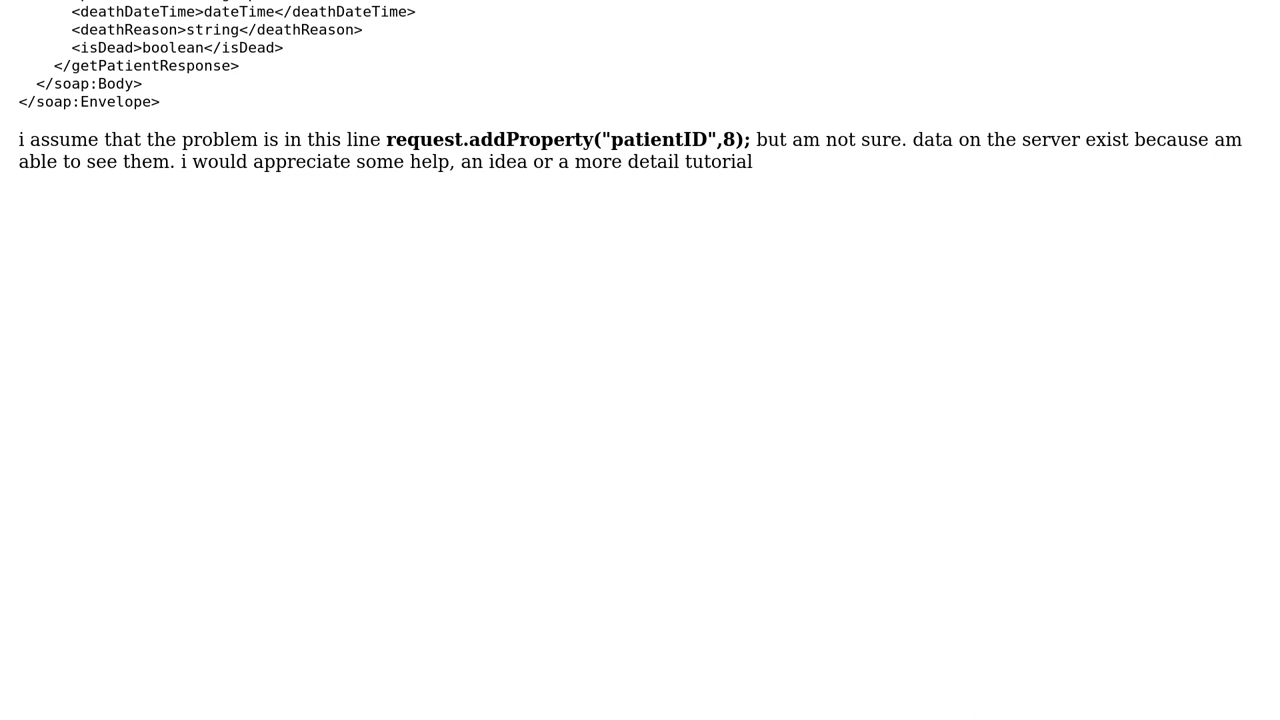 <deathDateTime>dateTime</deathDateTime>
<deathReason>string</deathReason>
<isDead>boolean</isDead>
</getPatientResponse>
</soap:Body>
</soap:Envelope>
i assume that the problem is in this line request.addProperty("patientID",8); but am not sure. data on the server exist because am
able to see them. i would appreciate some help, an idea or a more detail tutorial